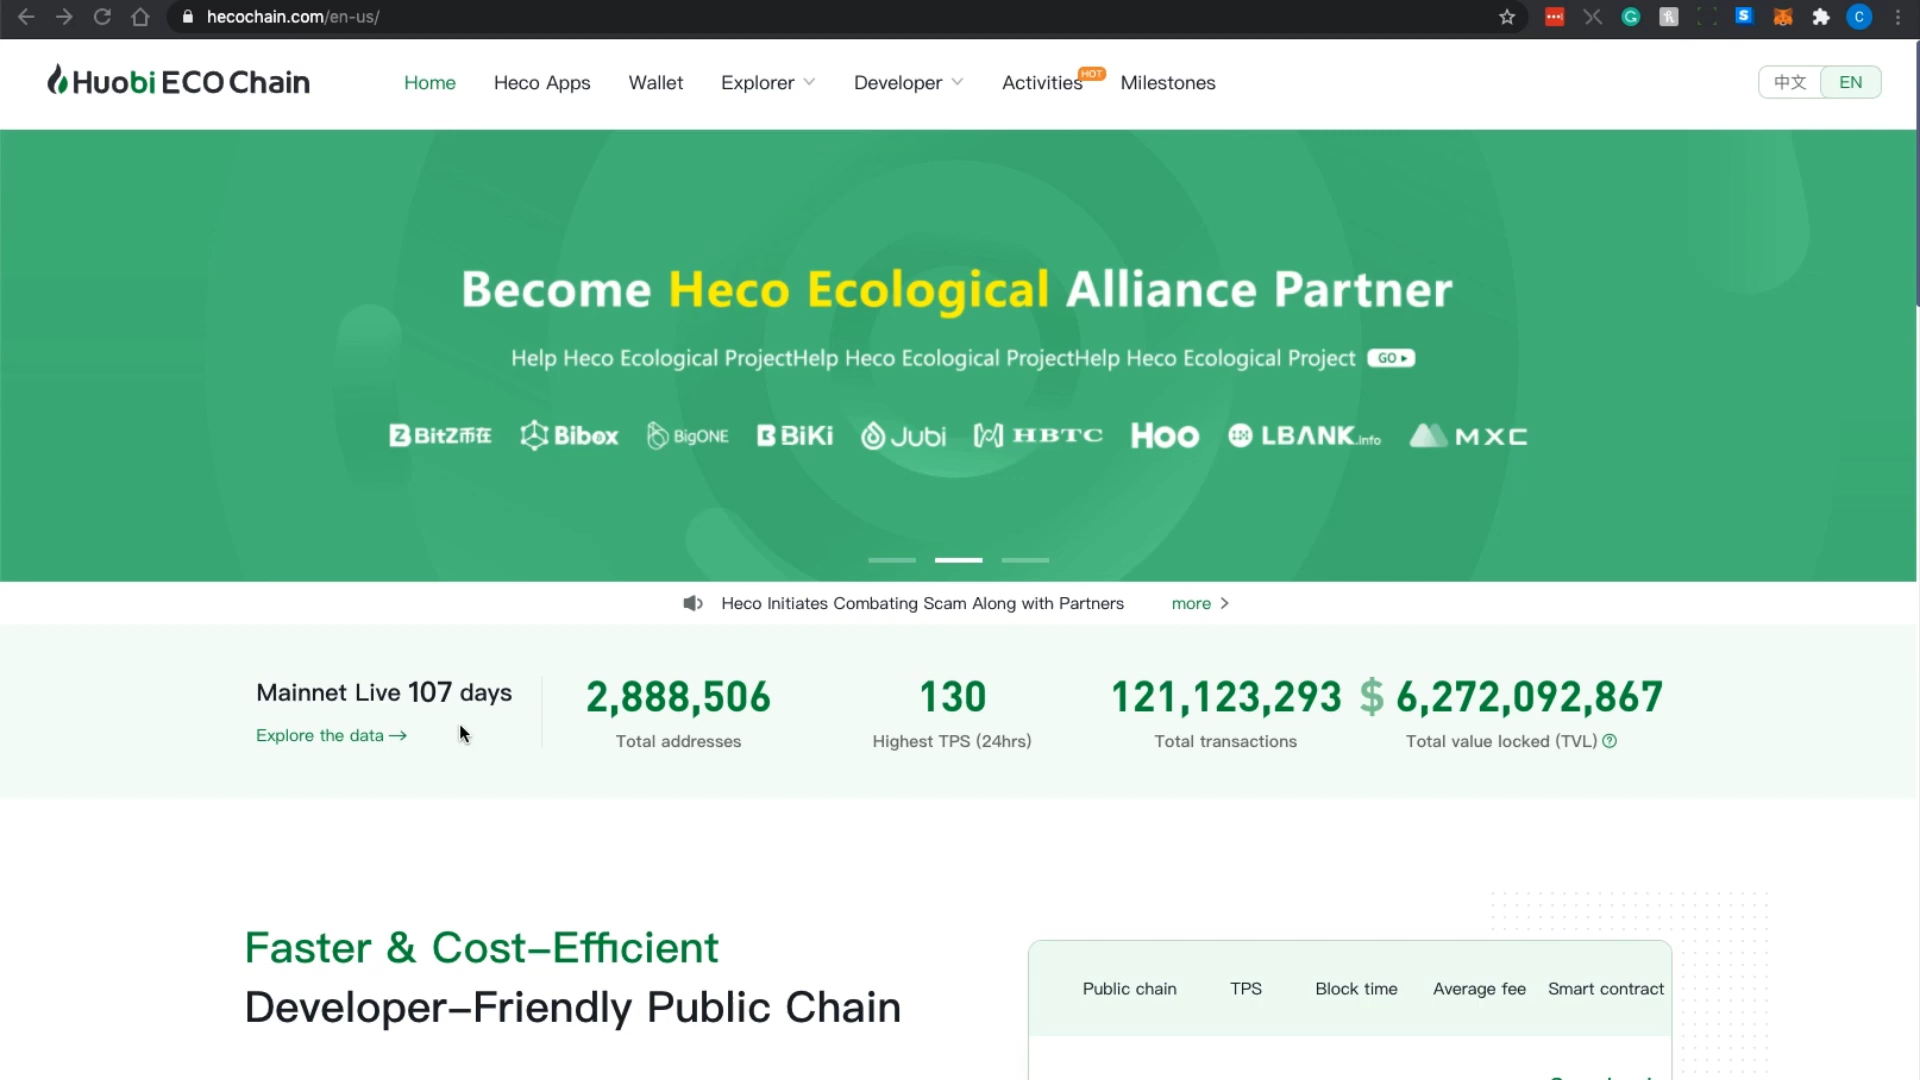 hecochain.com/en-us/
Huobi ECO Chain
Home
Heco Apps
Wallet
Explorer
Developer
Activities
HOT
Milestones
中文
EN
Become Heco Ecological Alliance Partner
Help Heco Ecological ProjectHelp Heco Ecological ProjectHelp Heco Ecological Project GO
BitZ币在
Bibox
BigONE
BiKi
Jubi
HBTC
Hoo
LBANK.info
MXC
Heco Initiates Combating Scam Along with Partners
more
Mainnet Live 107 days
Explore the data →
2,888,506
Total addresses
130
Highest TPS (24hrs)
121,123,293
Total transactions
$ 6,272,092,867
Total value locked (TVL)
Faster & Cost-Efficient
Developer-Friendly Public Chain
Public chain
TPS
Block time
Average fee
Smart contract